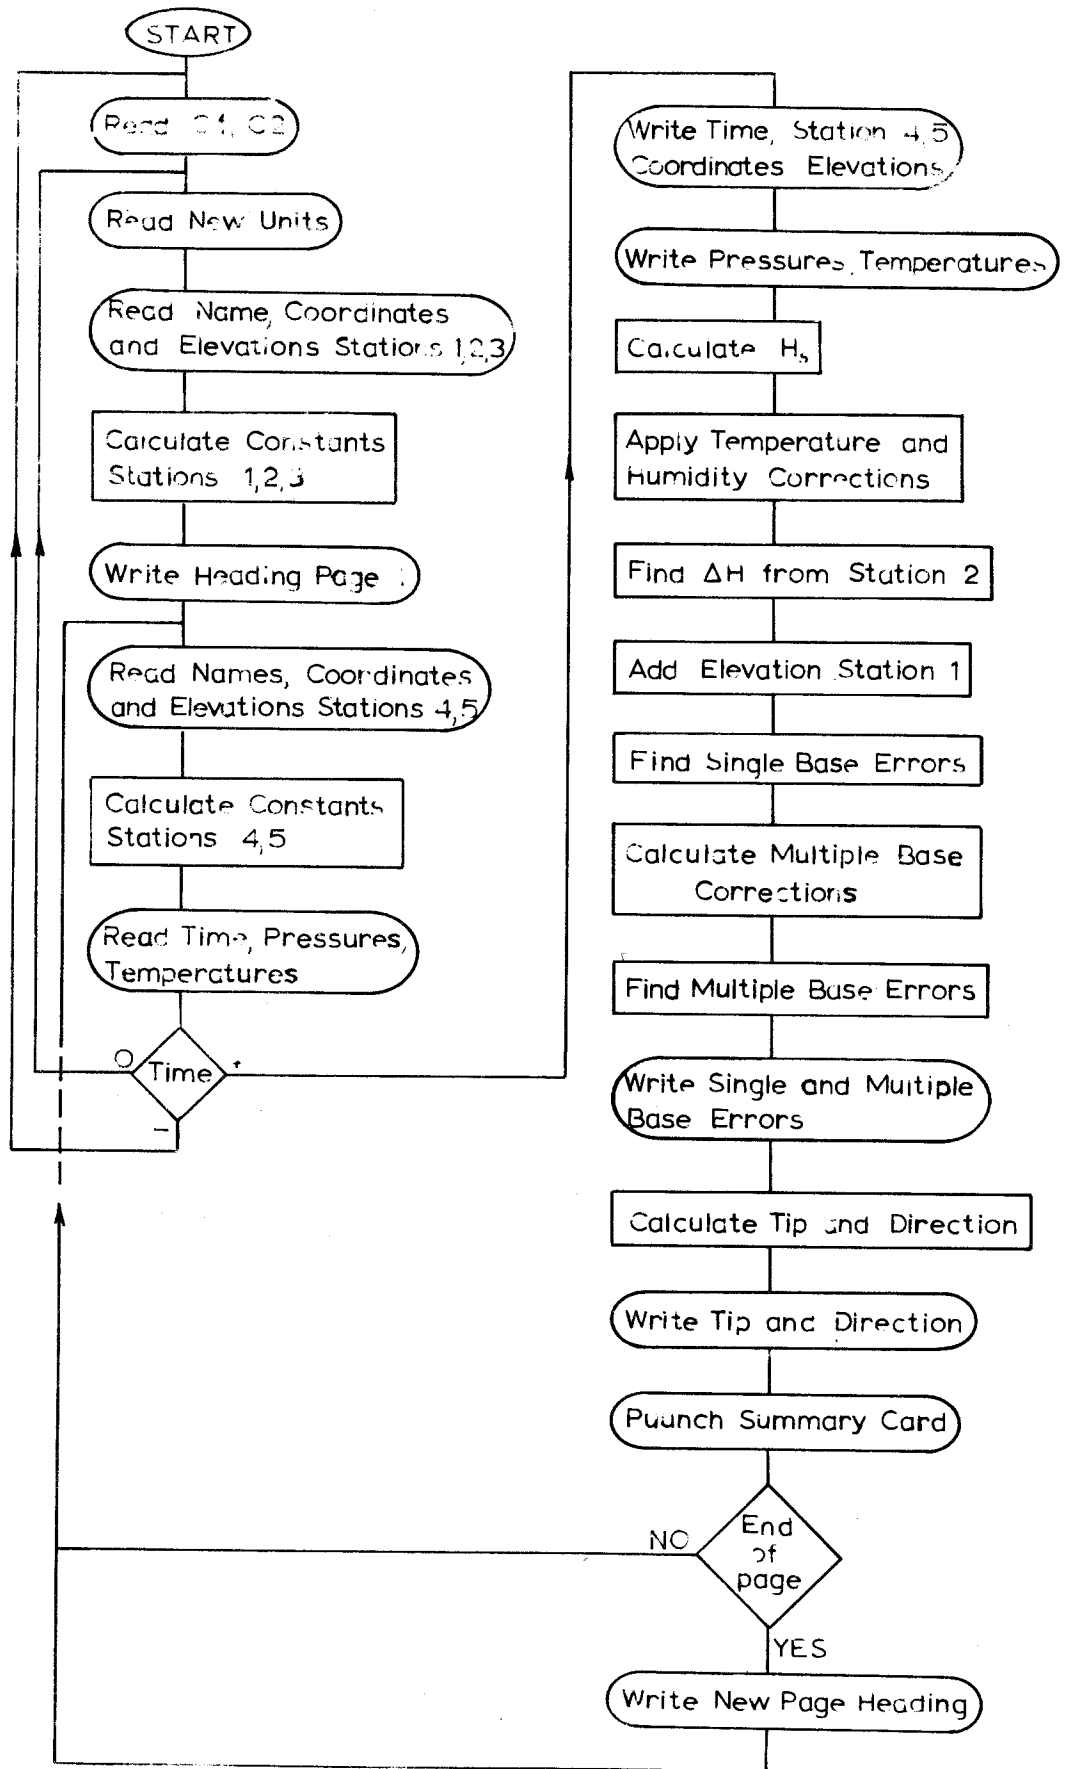 START
Read C1, C2
Read New Units
Read Name, Coordinates
and Elevations Stations 1,2,3
Calculate Constants
Stations 1,2,3
Write Heading Page
Read Names, Coordinates
and Elevations Stations 4,5
Calculate Constants
Stations 4,5
Read Time, Pressures,
Temperatures
O
Time
+
-
Write Time, Station 4,5
Coordinates Elevations
Write Pressures, Temperatures
Calculate Hs
Apply Temperature and
Humidity Corrections
Find ΔH from Station 2
Add Elevation Station 1
Find Single Base Errors
Calculate Multiple Base
Corrections
Find Multiple Base Errors
Write Single and Multiple
Base Errors
Calculate Tip and Direction
Write Tip and Direction
Puunch Summary Card
End
of
page
NO
YES
Write New Page Heading